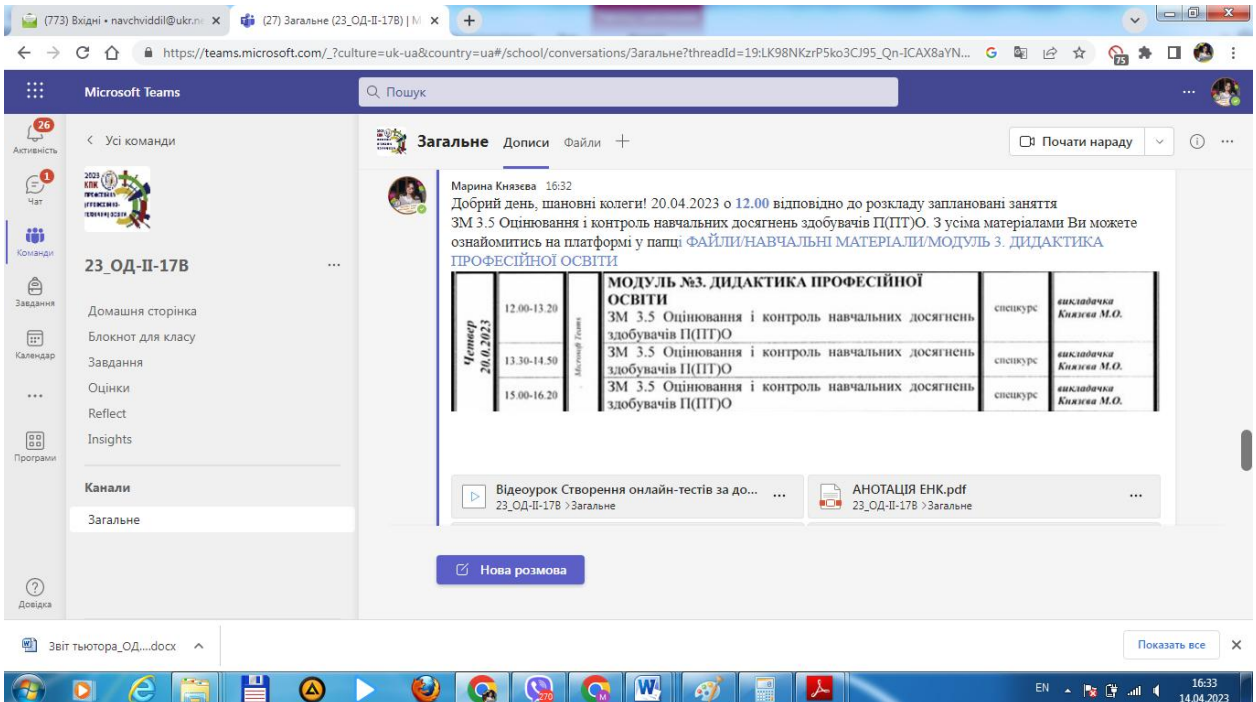 (773) Вхідні • navchviddil@ukr.n
(27) Загальне (23_ОД-ІІ-17В) | М
https://teams.microsoft.com/_?culture=uk-ua&country=ua#/school/conversations/Загальне?threadId=19:LK98NKzrP5ko3CJ95_Qn-ICAX8aYN...
75
Microsoft Teams
Пошук
26
Активність
1
Чат
Команди
Завдання
Календар
Програми
Довідка
Усі команди
2023
КПК
23_ОД-ІІ-17В
Домашня сторінка
Блокнот для класу
Завдання
Оцінки
Reflect
Insights
Канали
Загальне
Загальне Дописи Файли
Почати нараду
Марина Князєва 16:32
Добрий день, шановні колеги! 20.04.2023 о 12.00 відповідно до розкладу заплановані заняття
ЗМ 3.5 Оцінювання і контроль навчальних досягнень здобувачів П(ПТ)О. З усіма матеріалами Ви можете
ознайомитись на платформі у папці ФАЙЛИ/НАВЧАЛЬНІ МАТЕРІАЛИ/МОДУЛЬ 3. ДИДАКТИКА
ПРОФЕСІЙНОЇ ОСВІТИ
Четвер
20.0.2023
Microsoft Teams
12.00-13.20
МОДУЛЬ №3. ДИДАКТИКА ПРОФЕСІЙНОЇ
ОСВІТИ
ЗМ 3.5 Оцінювання і контроль навчальних досягнень
здобувачів П(ПТ)О
спецкурс
викладачка
Князєва М.О.
13.30-14.50
ЗМ 3.5 Оцінювання і контроль навчальних досягнень
здобувачів П(ПТ)О
спецкурс
викладачка
Князєва М.О.
15.00-16.20
ЗМ 3.5 Оцінювання і контроль навчальних досягнень
здобувачів П(ПТ)О
спецкурс
викладачка
Князєва М.О.
Відеоурок Створення онлайн-тестів за до...
23_ОД-ІІ-17В >Загальне
АНОТАЦІЯ ЕНК.pdf
23_ОД-ІІ-17В >Загальне
Нова розмова
Звіт тьютора_ОД....docx
Показать все
270
EN
16:33
14.04.2023